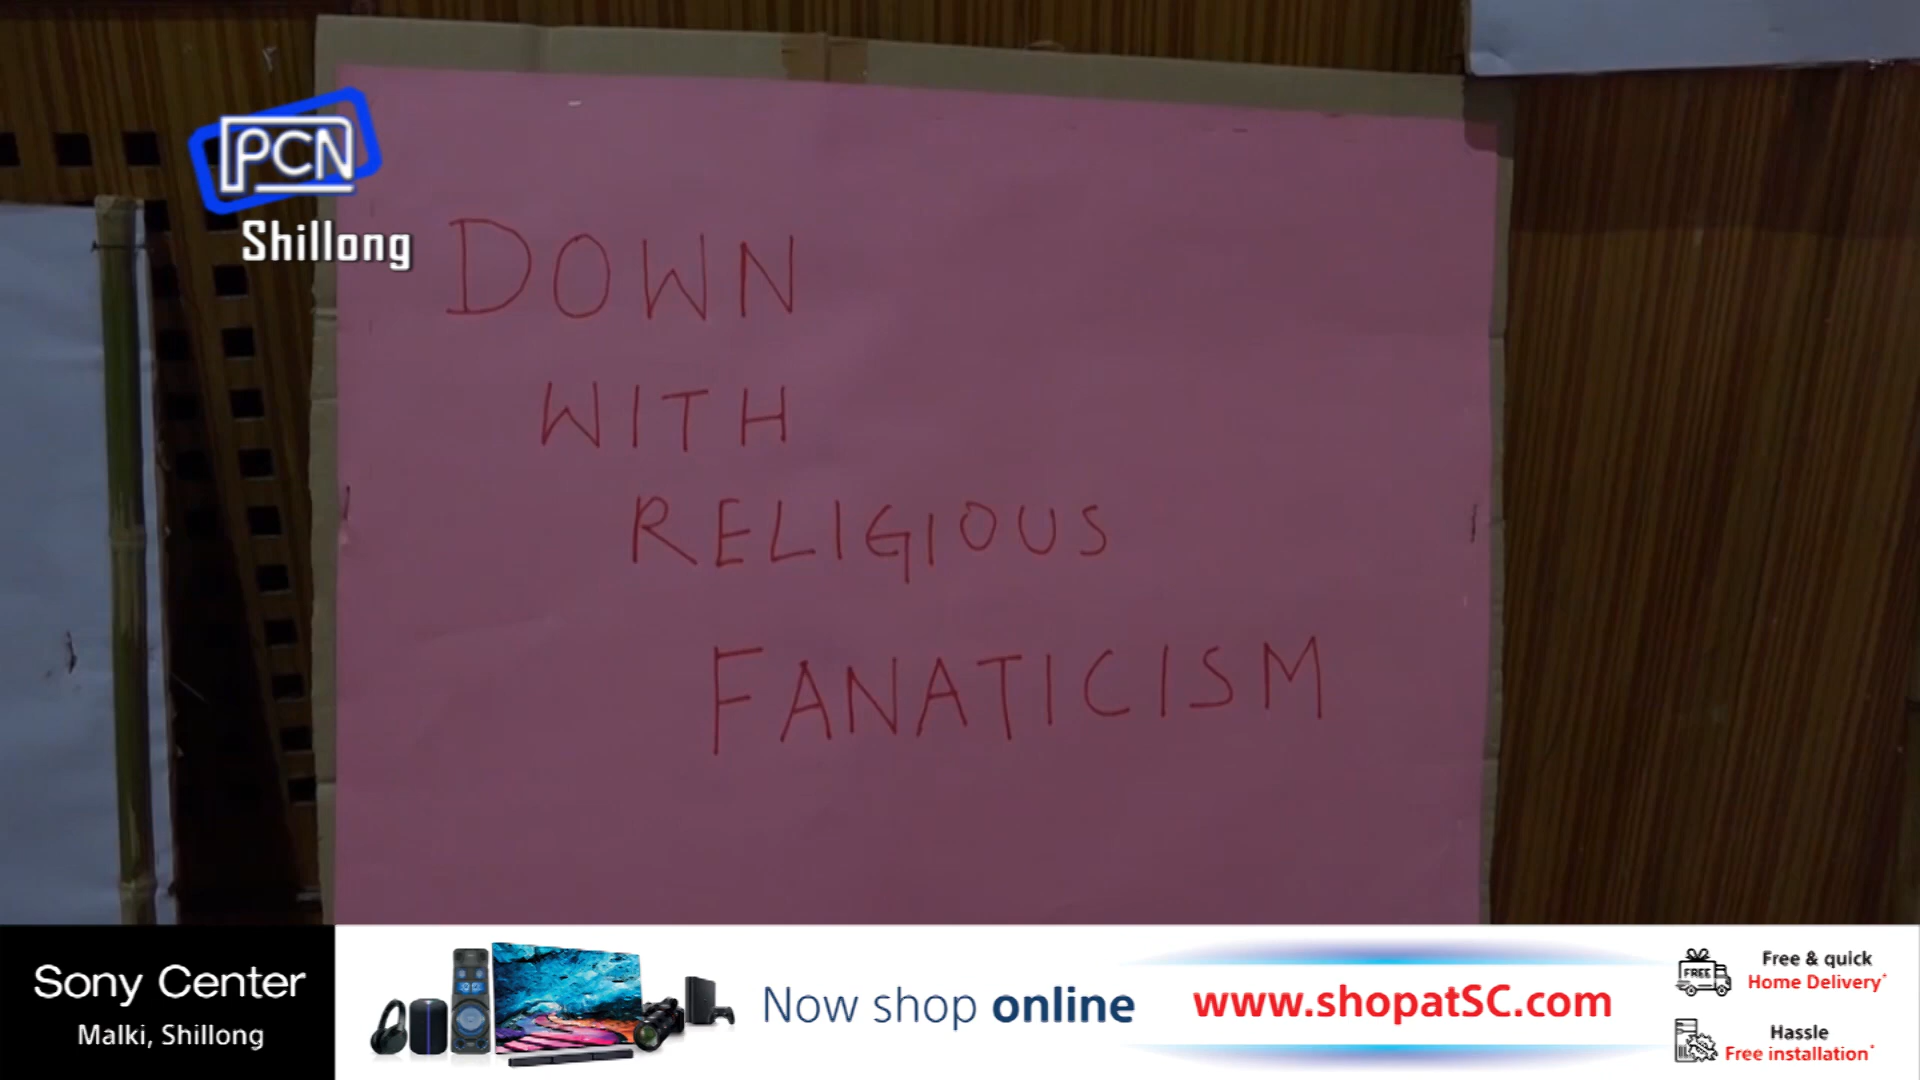 PCN
Shillong
DOWN
WITH
RELIGIOUS
FANATICISM
Sony Center
Malki, Shillong
Now shop online
www.shopatSC.com
FREE
Free & quick
Home Delivery*
Hassle
Free installation*